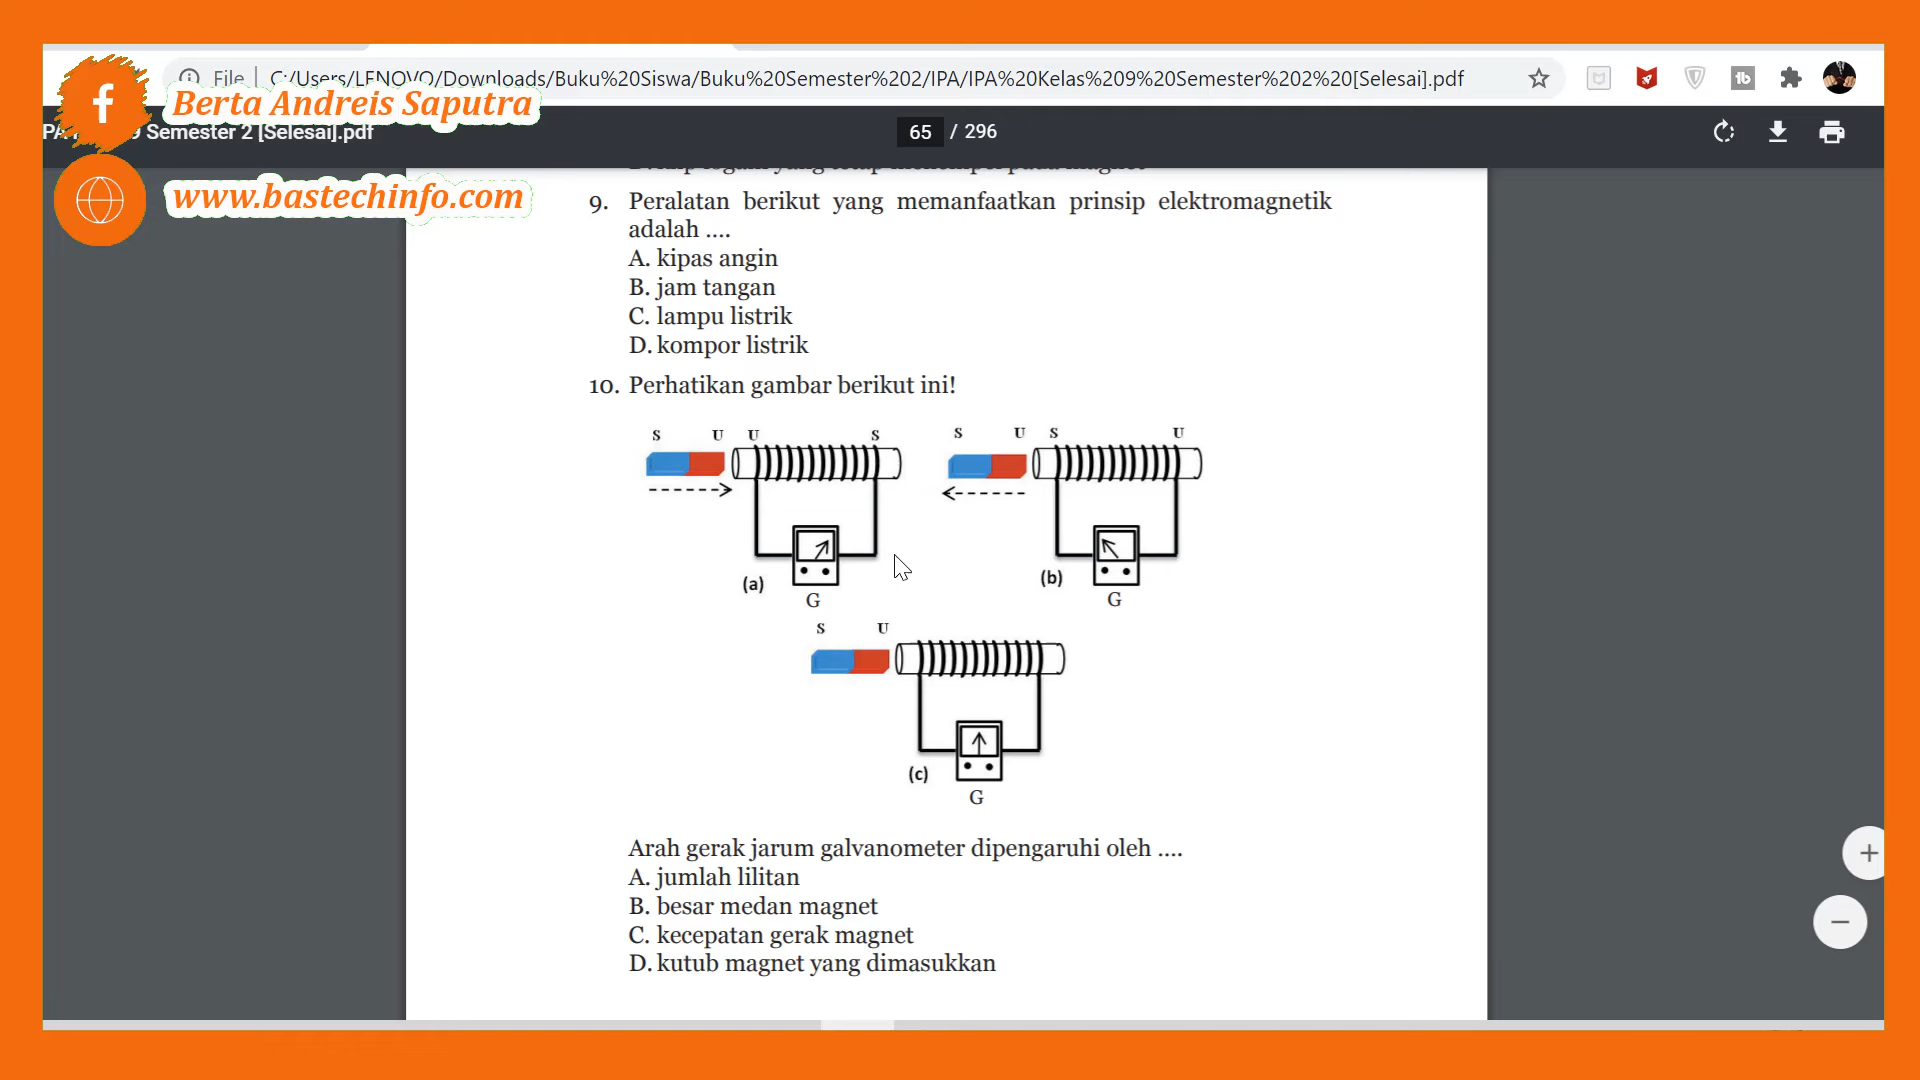 File C:/Users/LENOVO/Downloads/Buku%20Siswa/Buku%20Semester%202/IPA/IPA%20Kelas%209%20Semester%202%20[Selesai].pdf
Berta Andreis Saputra
9 Semester 2 [Selesai].pdf
65 / 296
www.bastechinfo.com
9. Peralatan berikut yang memanfaatkan prinsip elektromagnetik
adalah ....
A. kipas angin
B. jam tangan
C. lampu listrik
D. kompor listrik
10. Perhatikan gambar berikut ini!
S U U S
S U S U
(a)
G
(b)
G
S U
(c)
G
Arah gerak jarum galvanometer dipengaruhi oleh ....
A. jumlah lilitan
B. besar medan magnet
C. kecepatan gerak magnet
D. kutub magnet yang dimasukkan